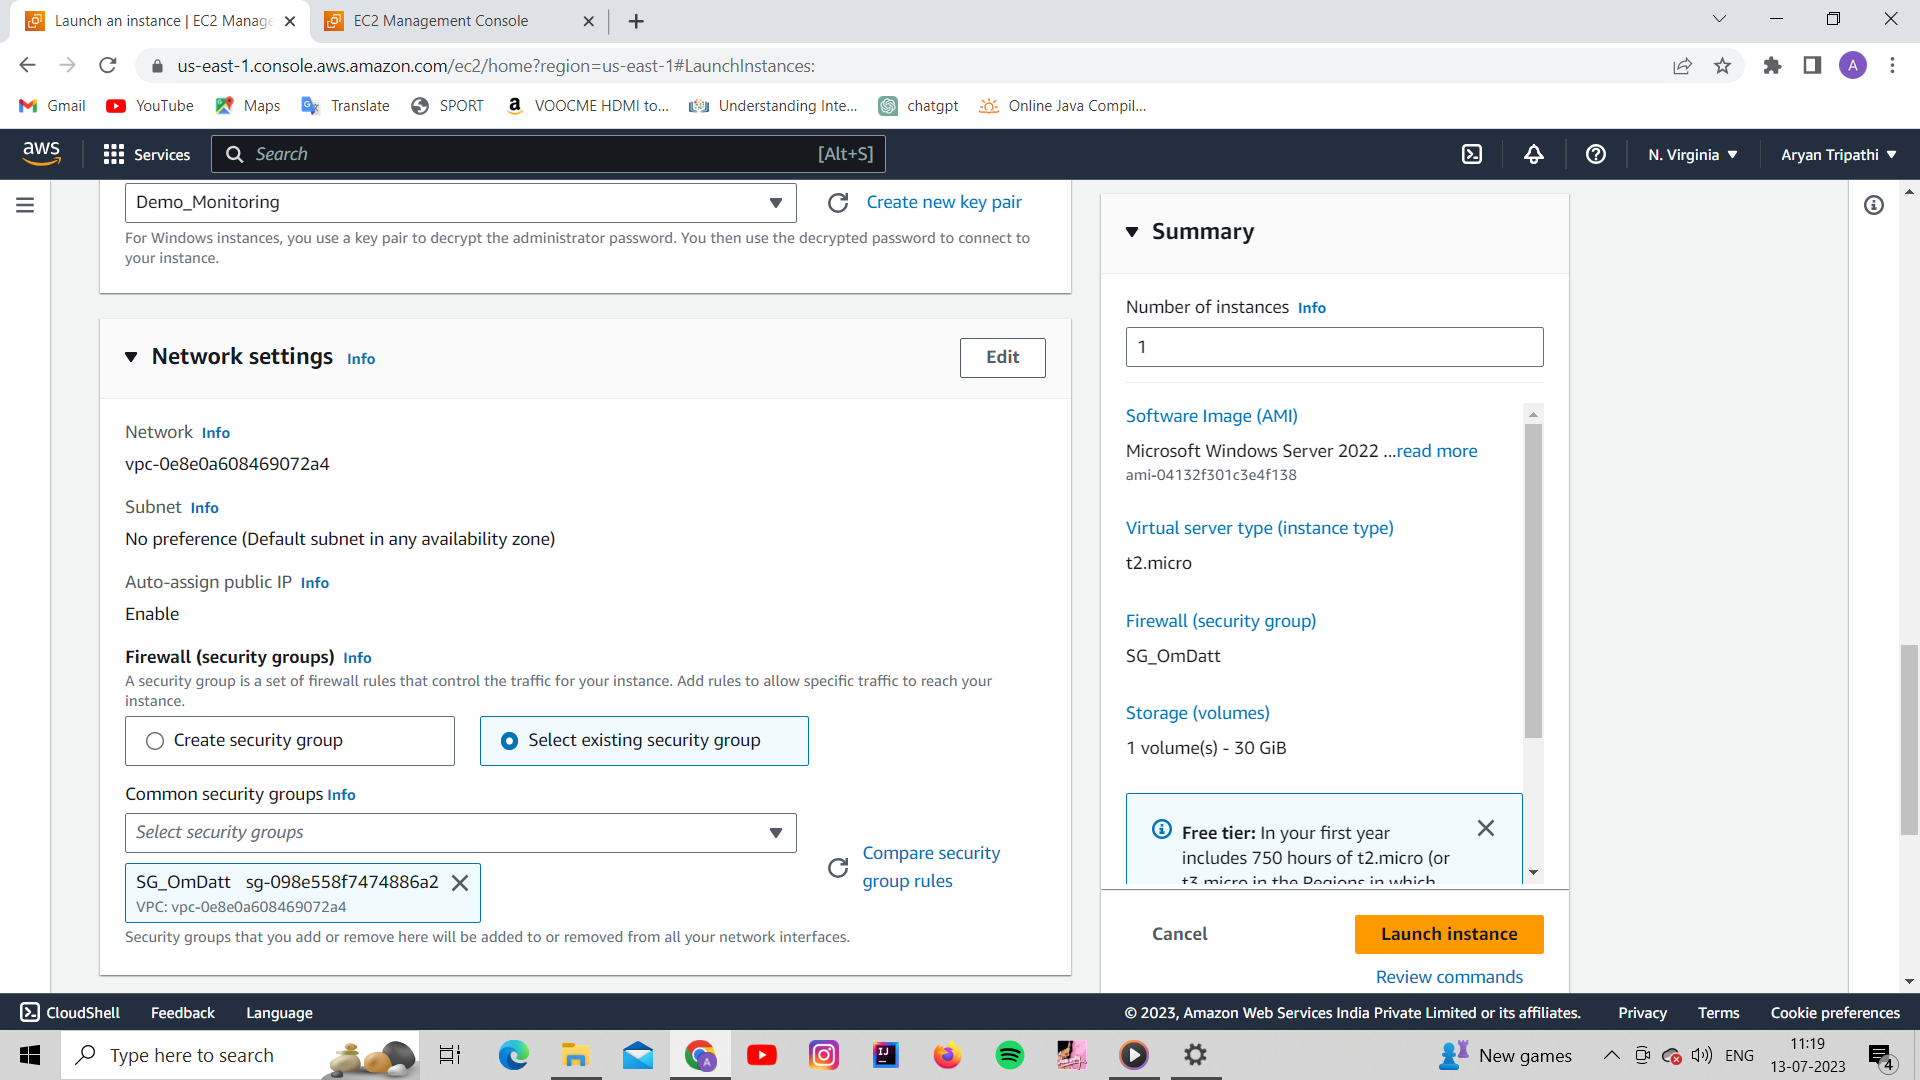 Launch an instance | EC2 Manage
EC2 Management Console
us-east-1.console.aws.amazon.com/ec2/home?region=us-east-1#LaunchInstances:
A
Gmail
YouTube
Maps
Translate
SPORT
VOOCME HDMI to...
Understanding Inte...
chatgpt
Online Java Compil...
aws
Services
Search
[Alt+S]
N. Virginia
Aryan Tripathi
Demo_Monitoring
Create new key pair
For Windows instances, you use a key pair to decrypt the administrator password. You then use the decrypted password to connect to
your instance.
Network settings Info
Edit
Network Info
vpc-0e8e0a608469072a4
Subnet Info
No preference (Default subnet in any availability zone)
Auto-assign public IP Info
Enable
Firewall (security groups) Info
A security group is a set of firewall rules that control the traffic for your instance. Add rules to allow specific traffic to reach your
instance.
Create security group
Select existing security group
Common security groups Info
Select security groups
Compare security
group rules
SG_OmDatt sg-098e558f7474886a2
VPC: vpc-0e8e0a608469072a4
Security groups that you add or remove here will be added to or removed from all your network interfaces.
Summary
Number of instances Info
1
Software Image (AMI)
Microsoft Windows Server 2022 ...read more
ami-04132f301c3e4f138
Virtual server type (instance type)
t2.micro
Firewall (security group)
SG_OmDatt
Storage (volumes)
1 volume(s) - 30 GiB
Free tier: In your first year
includes 750 hours of t2.micro (or
t3.micro in the Regions in which
Cancel
Launch instance
Review commands
CloudShell
Feedback
Language
© 2023, Amazon Web Services India Private Limited or its affiliates.
Privacy
Terms
Cookie preferences
Type here to search
New games
ENG
11:19
13-07-2023
4